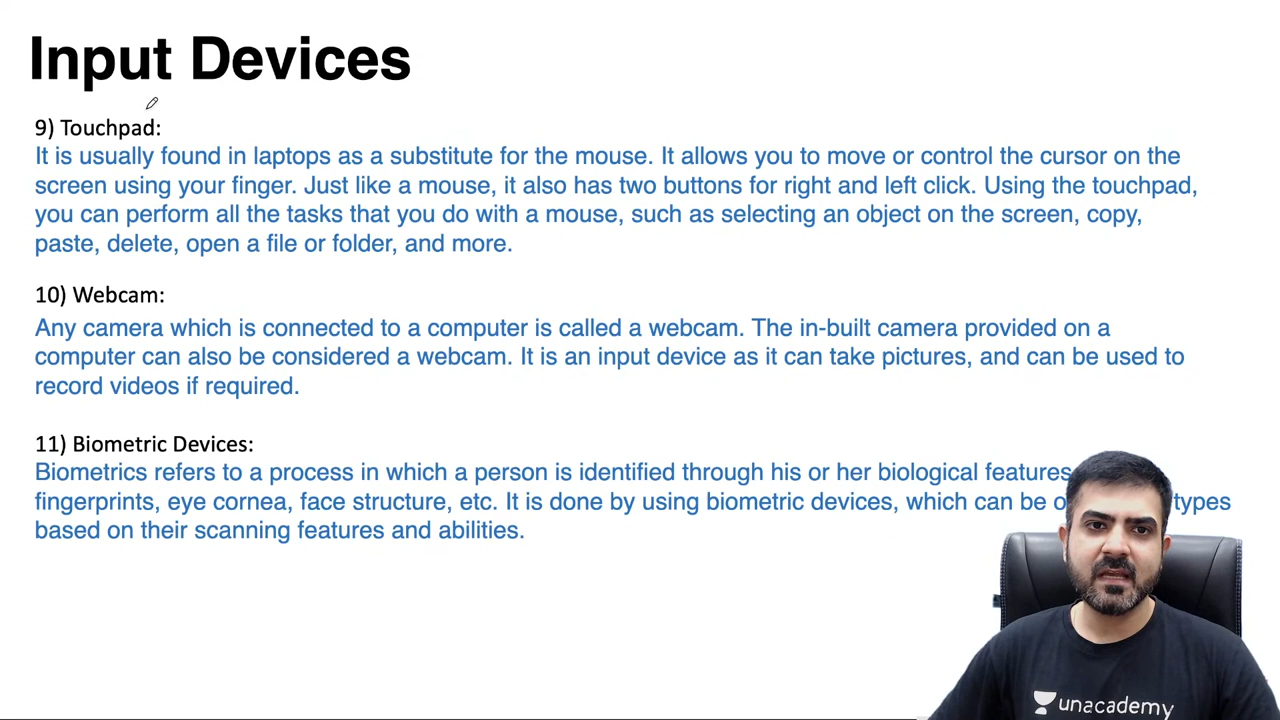 Input Devices
9) Touchpad:
It is usually found in laptops as a substitute for the mouse. It allows you to move or control the cursor on the
screen using your finger. Just like a mouse, it also has two buttons for right and left click. Using the touchpad,
you can perform all the tasks that you do with a mouse, such as selecting an object on the screen, copy,
paste, delete, open a file or folder, and more.
10) Webcam:
Any camera which is connected to a computer is called a webcam. The in-built camera provided on a
computer can also be considered a webcam. It is an input device as it can take pictures, and can be used to
record videos if required.
11) Biometric Devices:
Biometrics refers to a process in which a person is identified through his or her biological features
fingerprints, eye cornea, face structure, etc. It is done by using biometric devices, which can be types
based on their scanning features and abilities.
unacademy